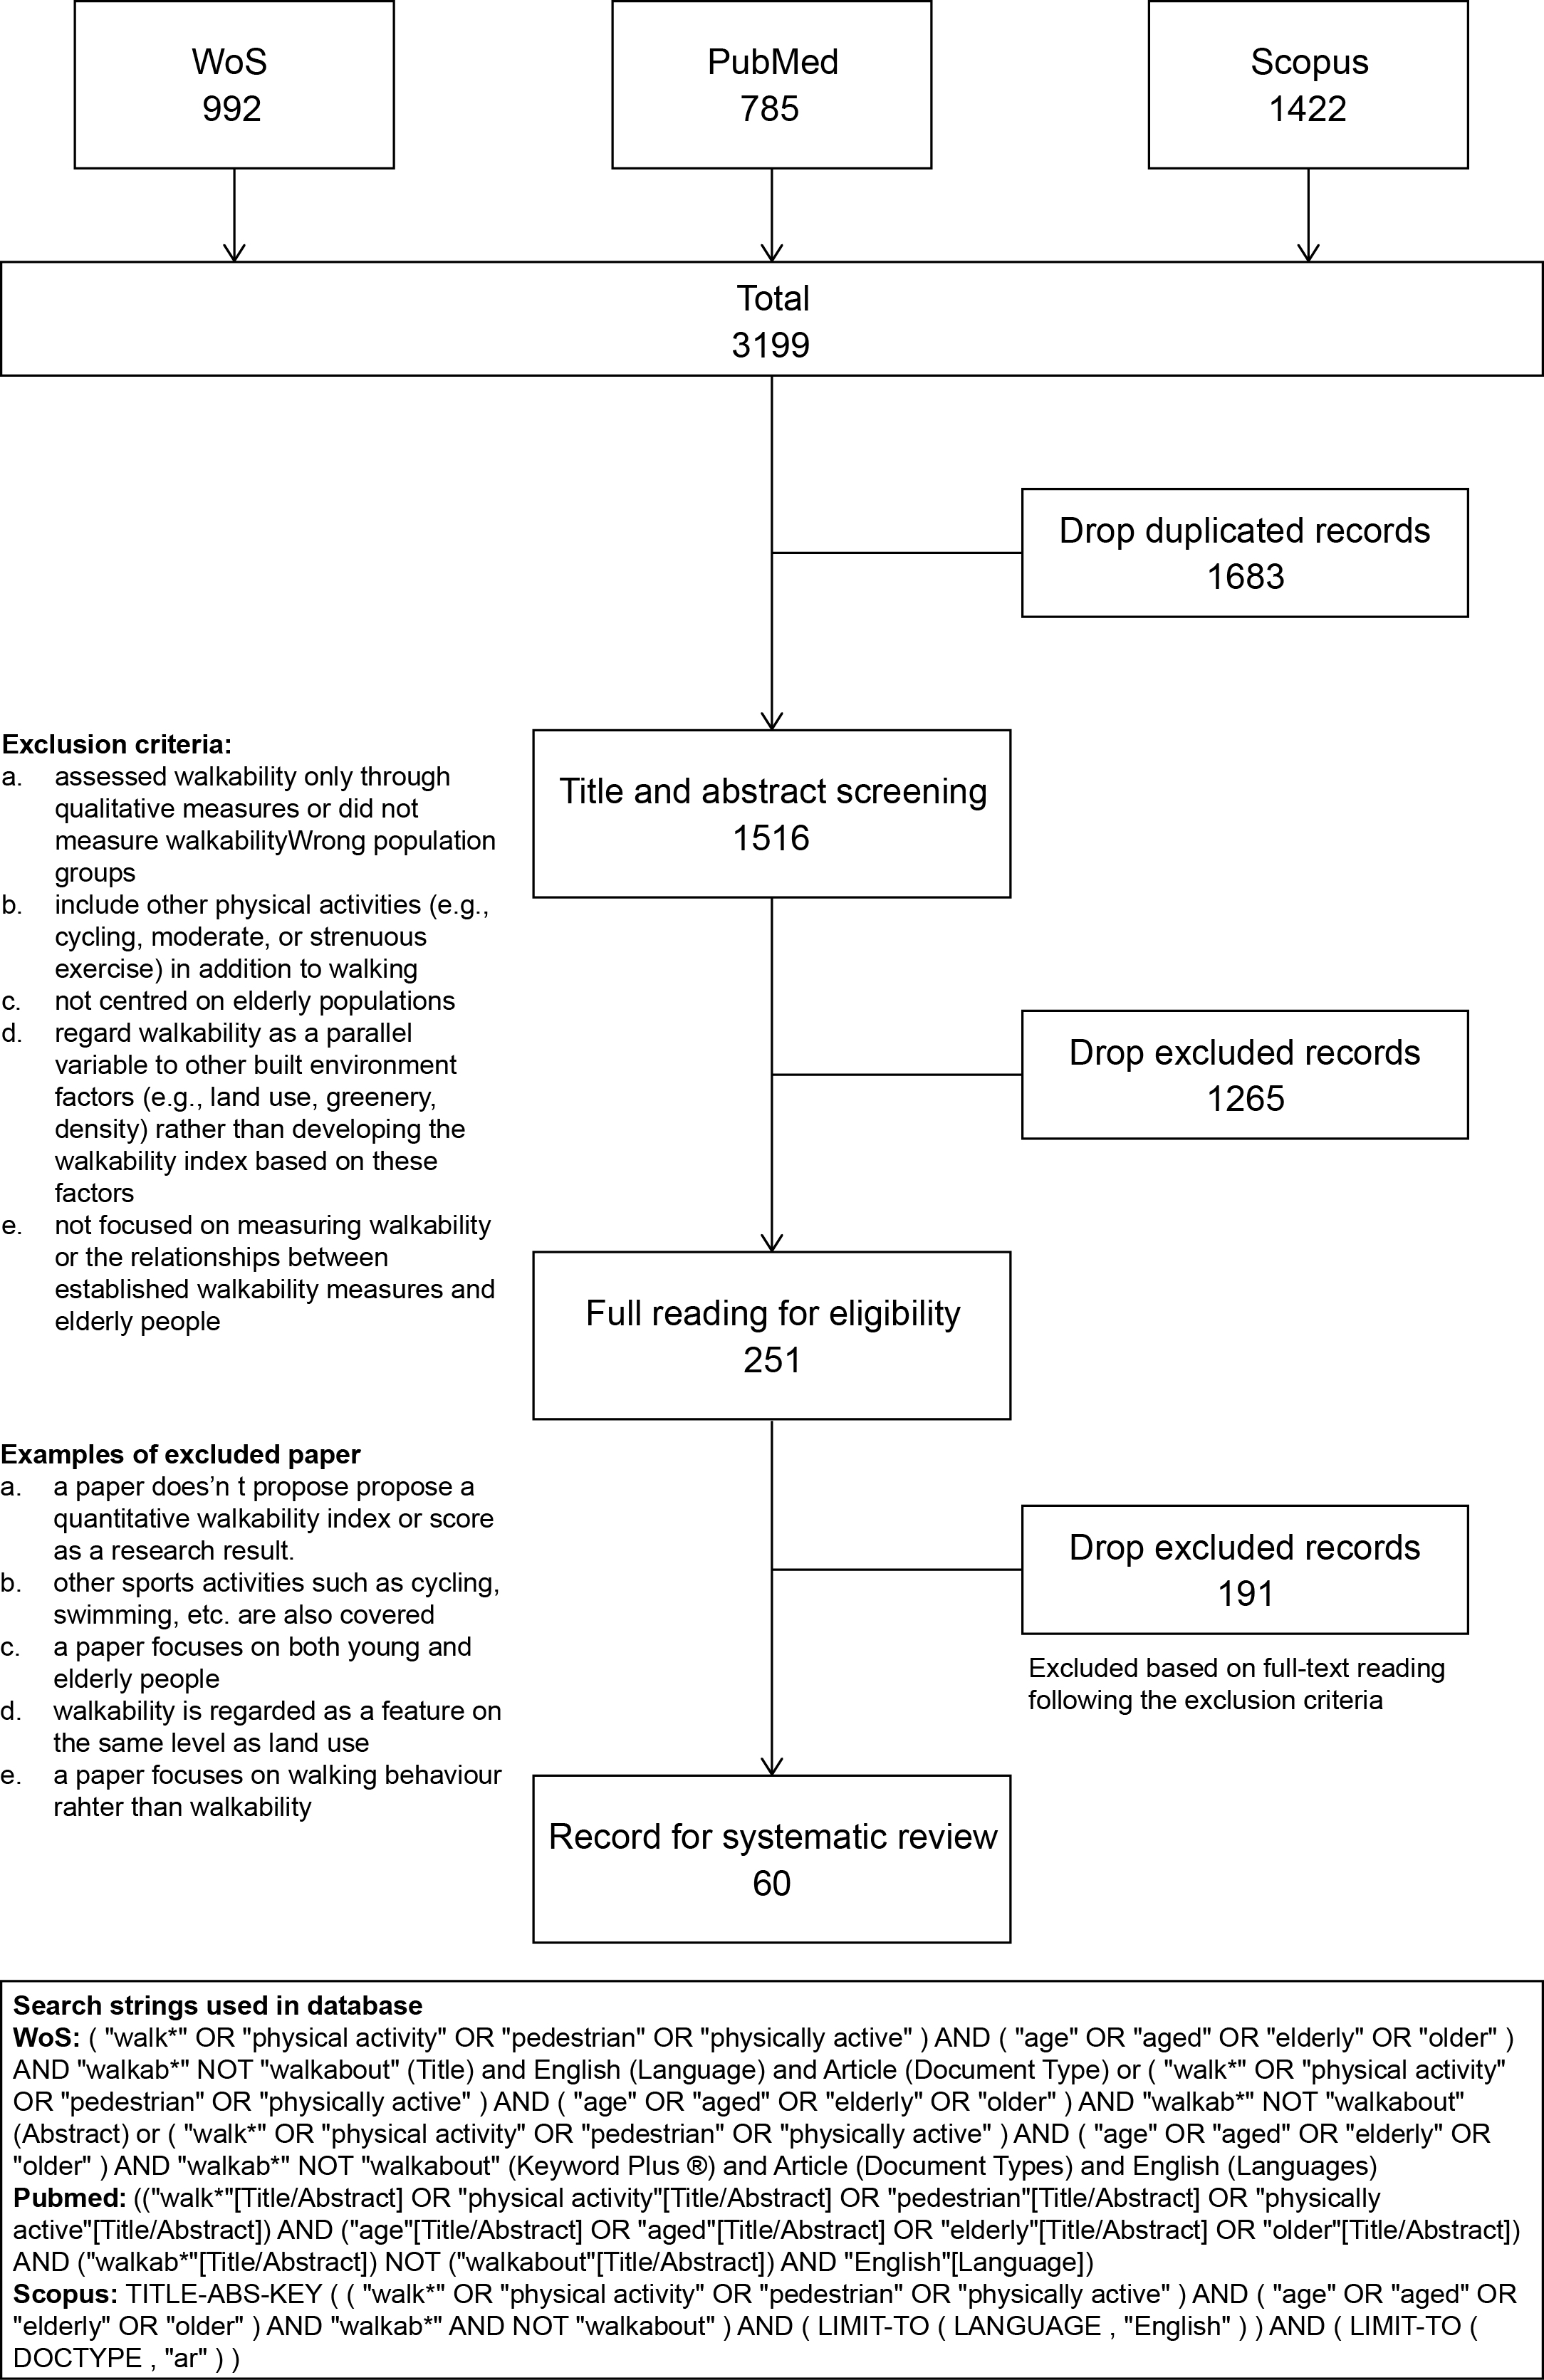 WoS
992
PubMed
785
Scopus
1422
Total
3199
Drop duplicated records
1683
Exclusion criteria:
a. assessed walkability only through
qualitative measures or did not
measure walkabilityWrong population
groups
b. include other physical activities (e.g.,
cycling, moderate, or strenuous
exercise) in addition to walking
c. not centred on elderly populations
d. regard walkability as a parallel
variable to other built environment
factors (e.g., land use, greenery,
density) rather than developing the
walkability index based on these
factors
e. not focused on measuring walkability
or the relationships between
established walkability measures and
elderly people
Title and abstract screening
1516
Drop excluded records
1265
Full reading for eligibility
251
Examples of excluded paper
a. a paper does’n t propose propose a
quantitative walkability index or score
as a research result.
b. other sports activities such as cycling,
swimming, etc. are also covered
c. a paper focuses on both young and
elderly people
d. walkability is regarded as a feature on
the same level as land use
e. a paper focuses on walking behaviour
rahter than walkability
Drop excluded records
191
Excluded based on full-text reading
following the exclusion criteria
Record for systematic review
60
Search strings used in database
WoS: ( "walk*" OR "physical activity" OR "pedestrian" OR "physically active" ) AND ( "age" OR "aged" OR "elderly" OR "older" )
AND "walkab*" NOT "walkabout" (Title) and English (Language) and Article (Document Type) or ( "walk*" OR "physical activity"
OR "pedestrian" OR "physically active" ) AND ( "age" OR "aged" OR "elderly" OR "older" ) AND "walkab*" NOT "walkabout"
(Abstract) or ( "walk*" OR "physical activity" OR "pedestrian" OR "physically active" ) AND ( "age" OR "aged" OR "elderly" OR
"older" ) AND "walkab*" NOT "walkabout" (Keyword Plus ®) and Article (Document Types) and English (Languages)
Pubmed: (("walk*"[Title/Abstract] OR "physical activity"[Title/Abstract] OR "pedestrian"[Title/Abstract] OR "physically
active"[Title/Abstract]) AND ("age"[Title/Abstract] OR "aged"[Title/Abstract] OR "elderly"[Title/Abstract] OR "older"[Title/Abstract])
AND ("walkab*"[Title/Abstract]) NOT ("walkabout"[Title/Abstract]) AND "English"[Language])
Scopus: TITLE-ABS-KEY ( ( "walk*" OR "physical activity" OR "pedestrian" OR "physically active" ) AND ( "age" OR "aged" OR
"elderly" OR "older" ) AND "walkab*" AND NOT "walkabout" ) AND ( LIMIT-TO ( LANGUAGE , "English" ) ) AND ( LIMIT-TO (
DOCTYPE , "ar" ) )